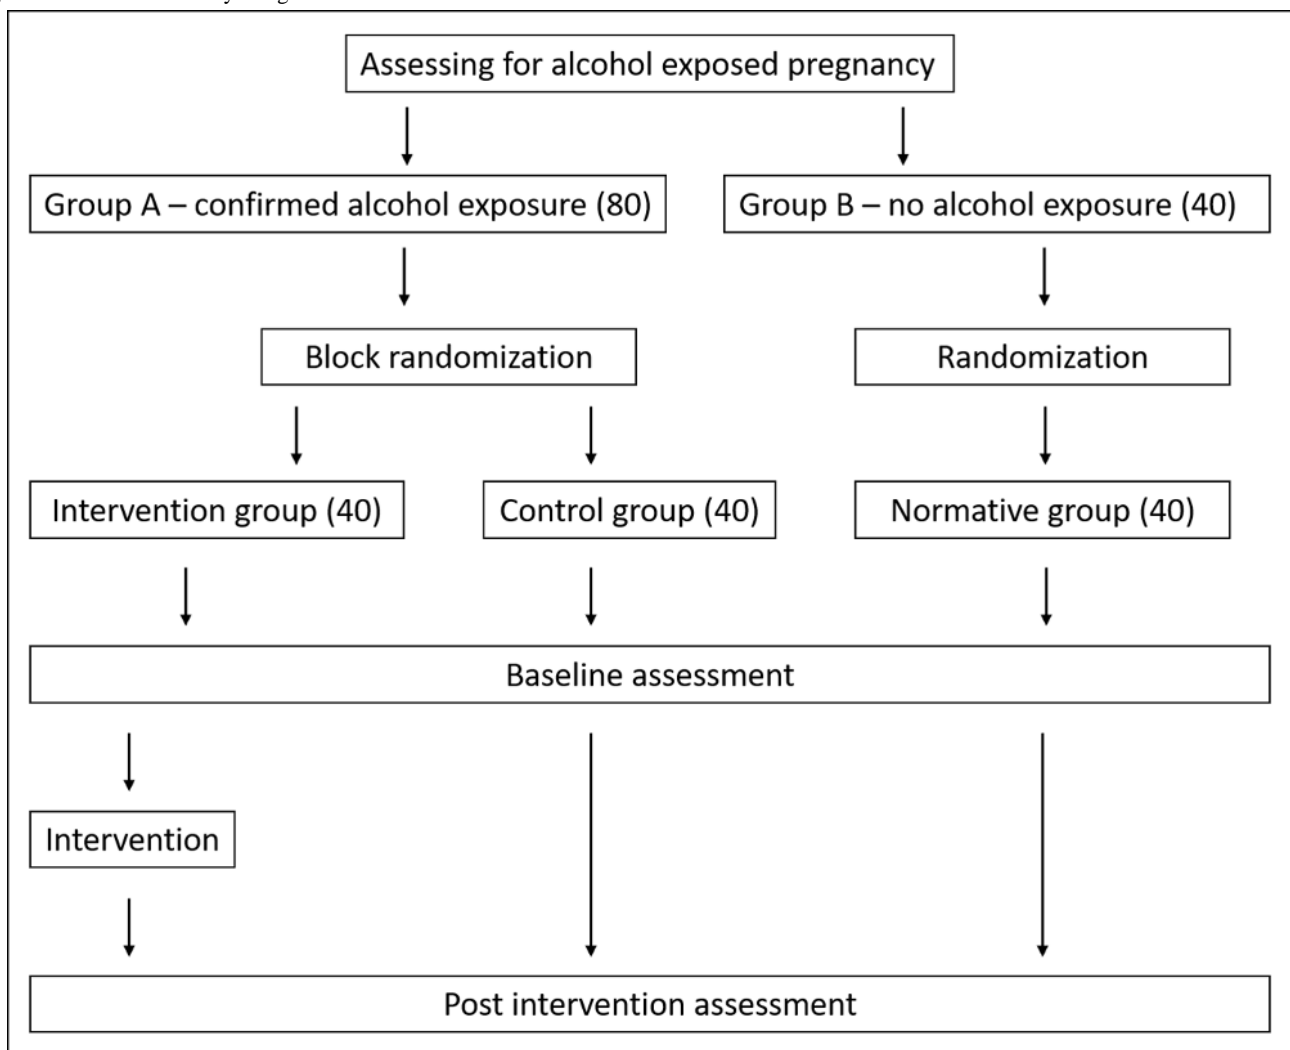 Assessing for alcohol exposed pregnancy
Group A – confirmed alcohol exposure (80)
Group B – no alcohol exposure (40)
Block randomization
Randomization
Intervention group (40)
Control group (40)
Normative group (40)
Baseline assessment
Intervention
Post intervention assessment